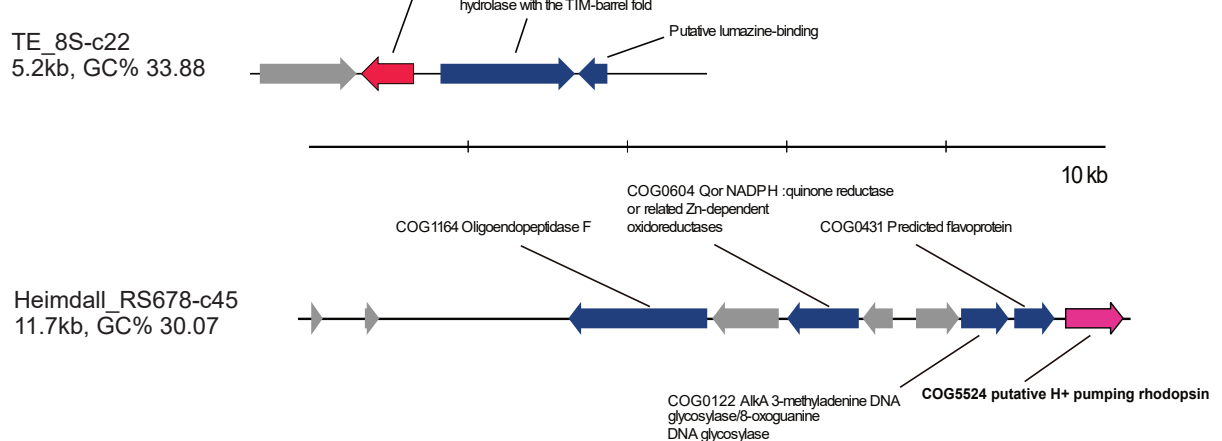 hydrolase with the TIM-barrel fold
Putative lumazine-binding
TE_8S-c22
5.2kb, GC% 33.88
10 kb
COG0604 Qor NADPH :quinone reductase
or related Zn-dependent
oxidoreductases
COG1164 Oligoendopeptidase F
COG0431 Predicted flavoprotein
Heimdall_RS678-c45
11.7kb, GC% 30.07
COG0122 AlkA 3-methyladenine DNA
glycosylase/8-oxoguanine
DNA glycosylase
COG5524 putative H+ pumping rhodopsin